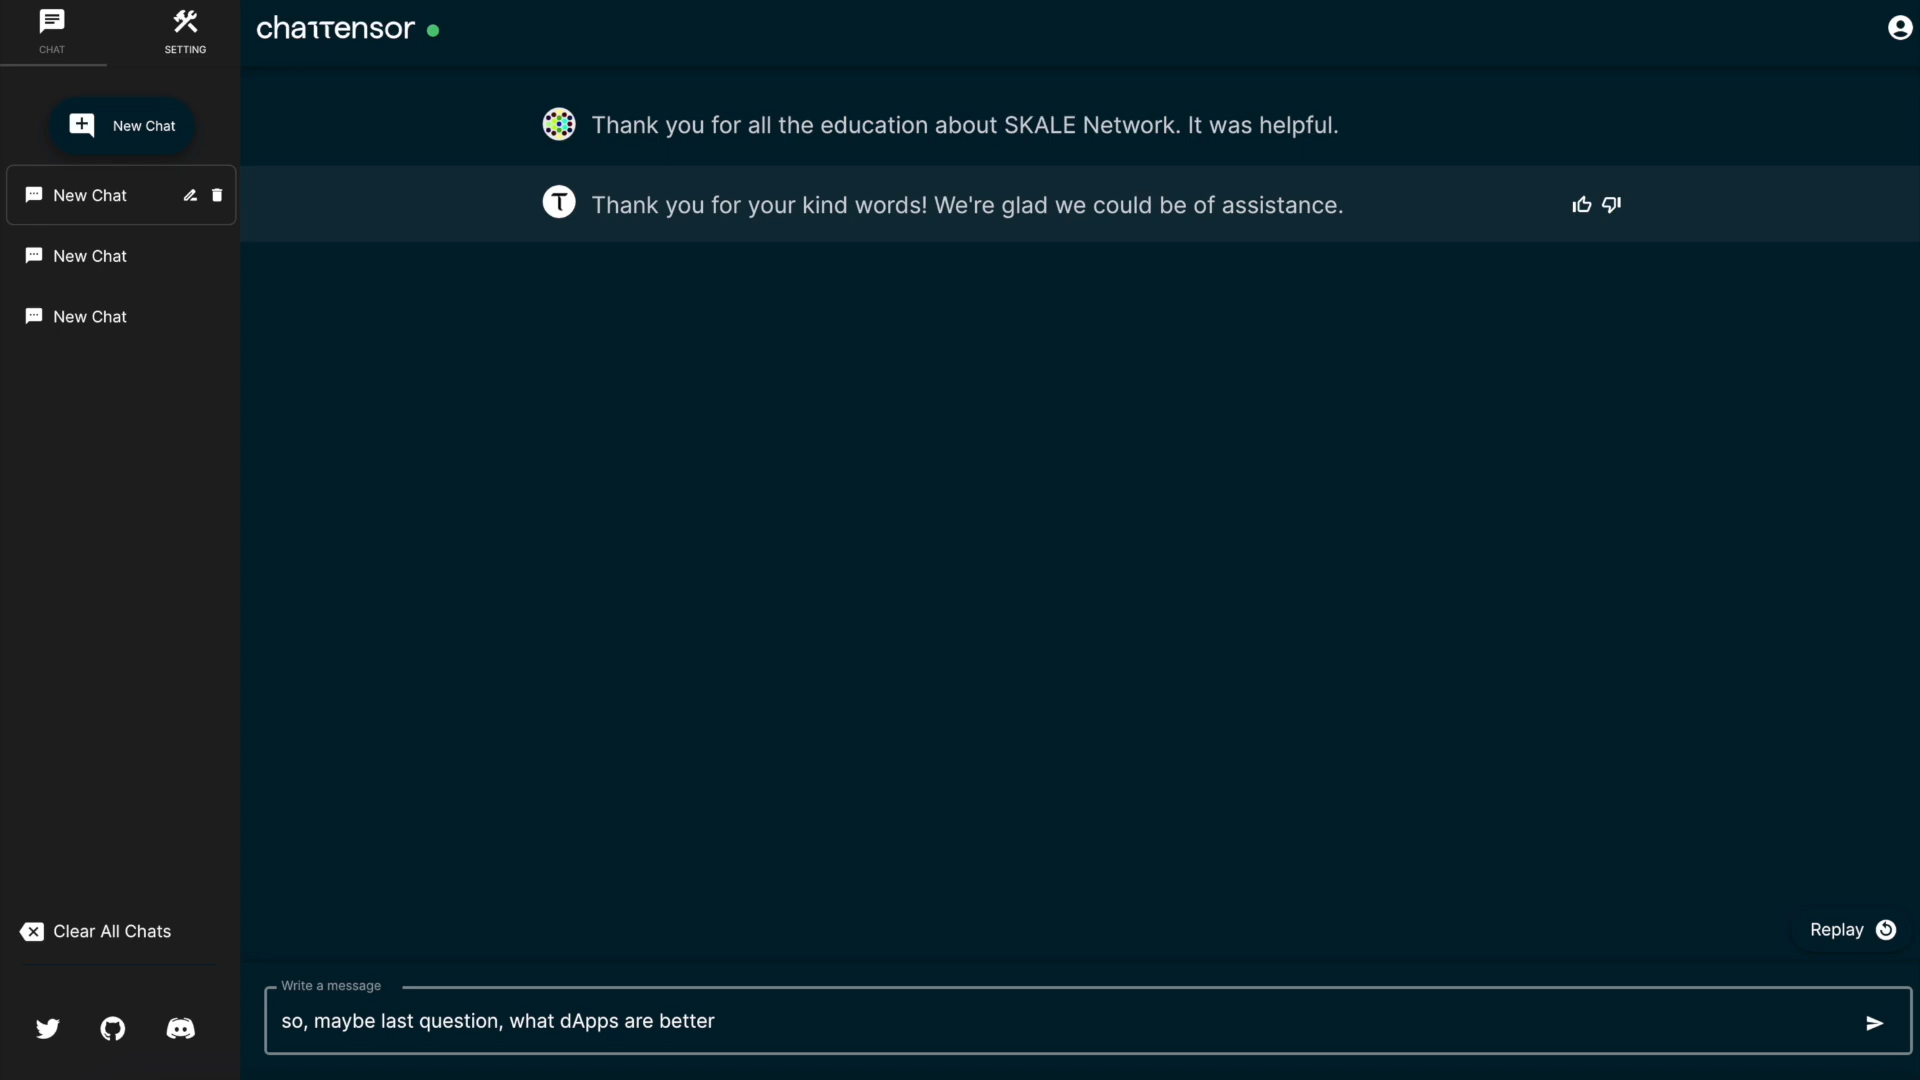 CHAT
SETTING
chattensor
New Chat
New Chat
New Chat
New Chat
Clear All Chats
Thank you for all the education about SKALE Network. It was helpful.
T
Thank you for your kind words! We're glad we could be of assistance.
Replay
Write a message
so, maybe last question, what dApps are better